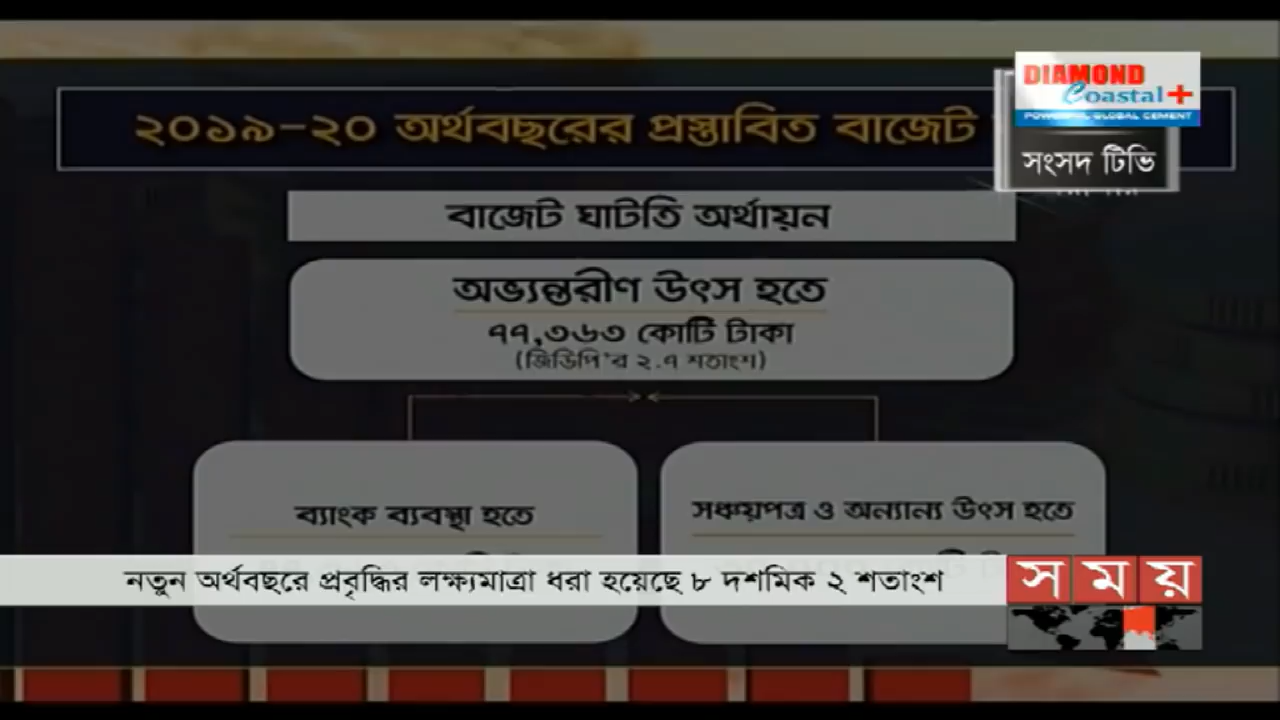 ২০১৯-২০ অর্থবছরের প্রস্তাবিত বাজেট
DIAMOND
Coastal+
POWERFUL GLOBAL CEMENT
সংসদ টিভি
বাজেট ঘাটতি অর্থায়ন
অভ্যন্তরীণ উৎস হতে
৭৭,৩৬৩ কোটি টাকা
(জিডিপি'র ২.৭ শতাংশ)
ব্যাংক ব্যবস্থা হতে
সঞ্চয়পত্র ও অন্যান্য উৎস হতে
নতুন অর্থবছরে প্রবৃদ্ধির লক্ষ্যমাত্রা ধরা হয়েছে ৮ দশমিক ২ শতাংশ
সময়